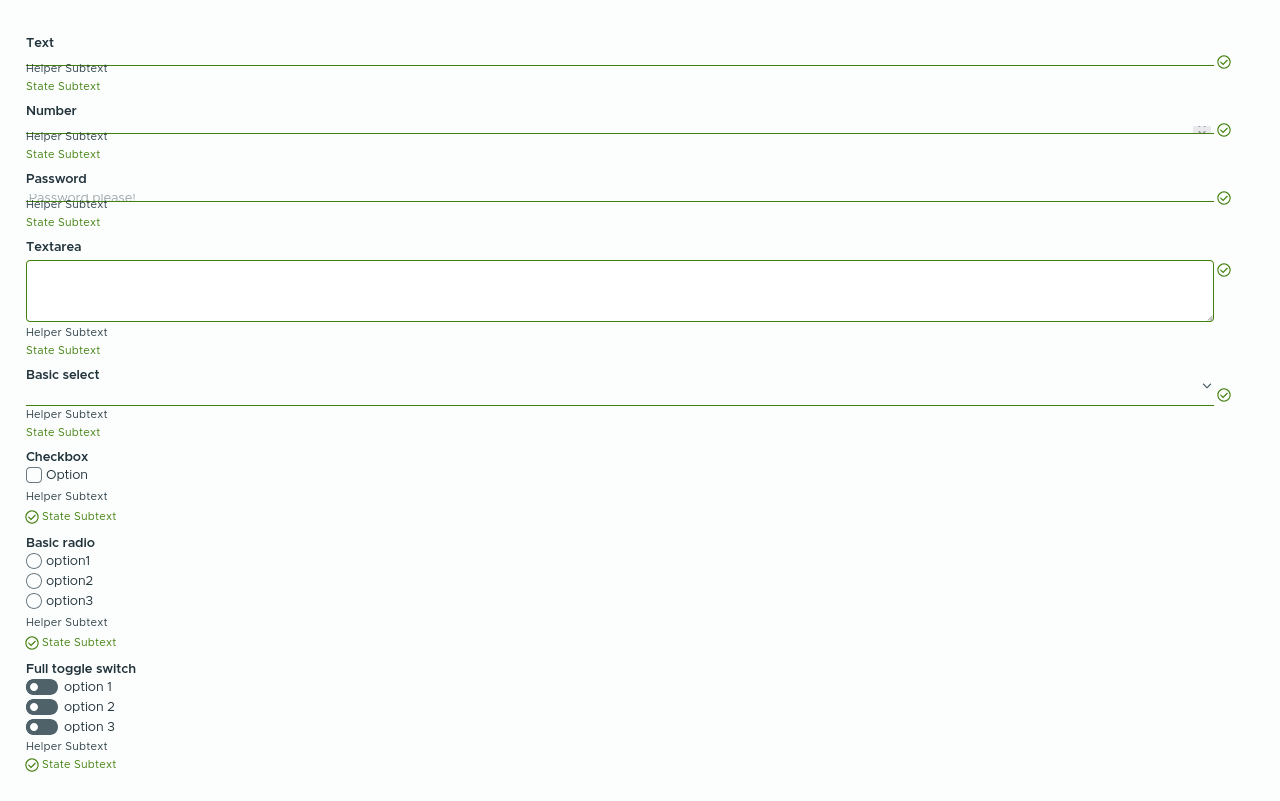 Text
Helper Subtext
State Subtext
Number
Helper Subtext
State Subtext
Password
Password please!
Helper Subtext
State Subtext
Textarea
Helper Subtext
State Subtext
Basic select
Helper Subtext
State Subtext
Checkbox
Option
Helper Subtext
State Subtext
Basic radio
option1
option2
option3
Helper Subtext
State Subtext
Full toggle switch
option 1
option 2
option 3
Helper Subtext
State Subtext